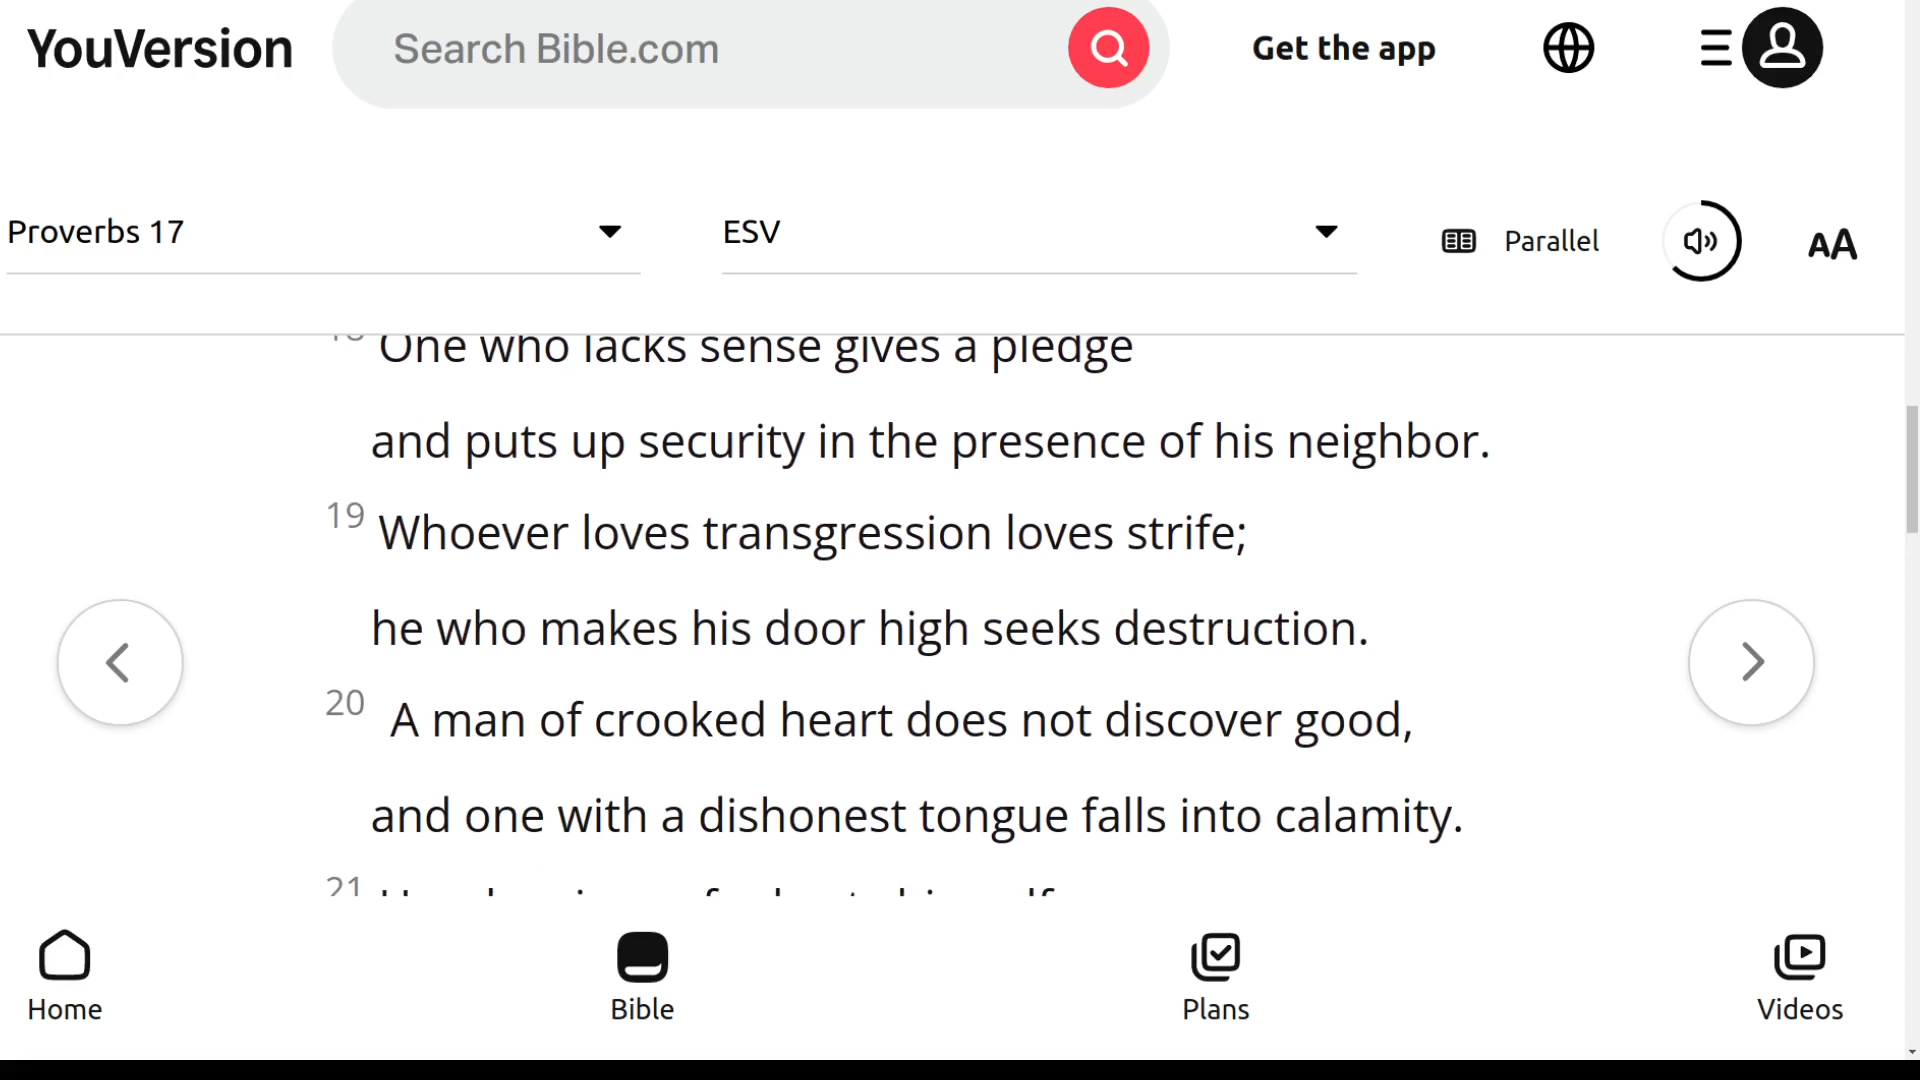 YouVersion Search Bible.com Get the app
Proverbs 17 ESV Parallel AA
One who lacks sense gives a pledge
and puts up security in the presence of his neighbor.
19 Whoever loves transgression loves strife;
he who makes his door high seeks destruction.
20 A man of crooked heart does not discover good,
and one with a dishonest tongue falls into calamity.
21
Home Bible Plans Videos